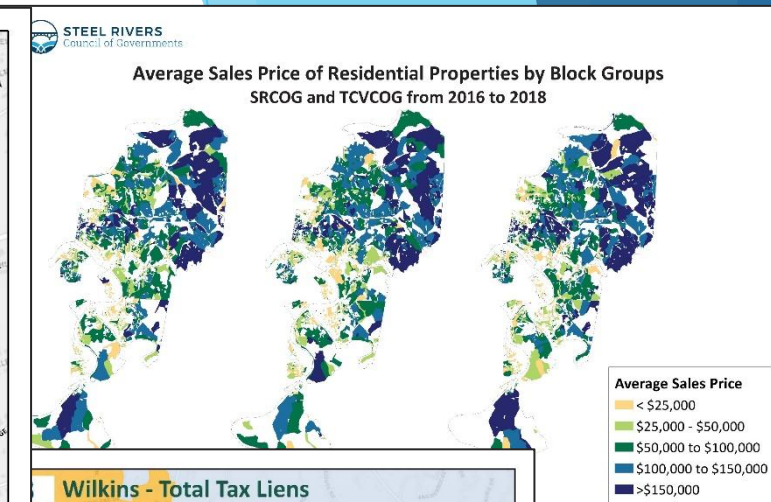 STEEL RIVERS
Council of Governments
Average Sales Price of Residential Properties by Block Groups
SRCOG and TCVCOG from 2016 to 2018
Average Sales Price
< $25,000
$25,000 - $50,000
$50,000 to $100,000
$100,000 to $150,000
>$150,000
Wilkins - Total Tax Liens